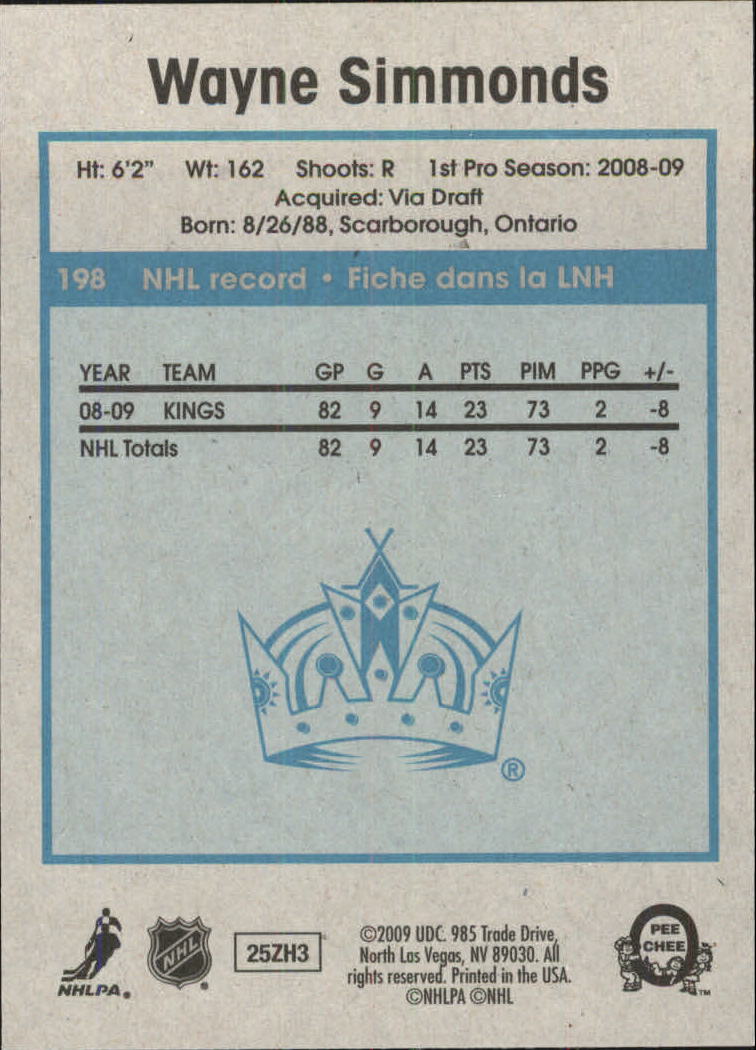 Wayne Simmonds
Ht: 6'2" Wt: 162 Shoots: R 1st Pro Season: 2008-09
Acquired: Via Draft
Born: 8/26/88, Scarborough, Ontario
198 NHL record • Fiche dans la LNH
YEAR TEAM GP G A PTS PIM PPG +/-
08-09 KINGS 82 9 14 23 73 2 -8
NHL Totals 82 9 14 23 73 2 -8
®
NHLPA®
NHL ®
25ZH3
©2009 UDC. 985 Trade Drive,
North Las Vegas, NV 89030. All
rights reserved. Printed in the USA.
©NHLPA ©NHL
O
PEE
CHEE
TM